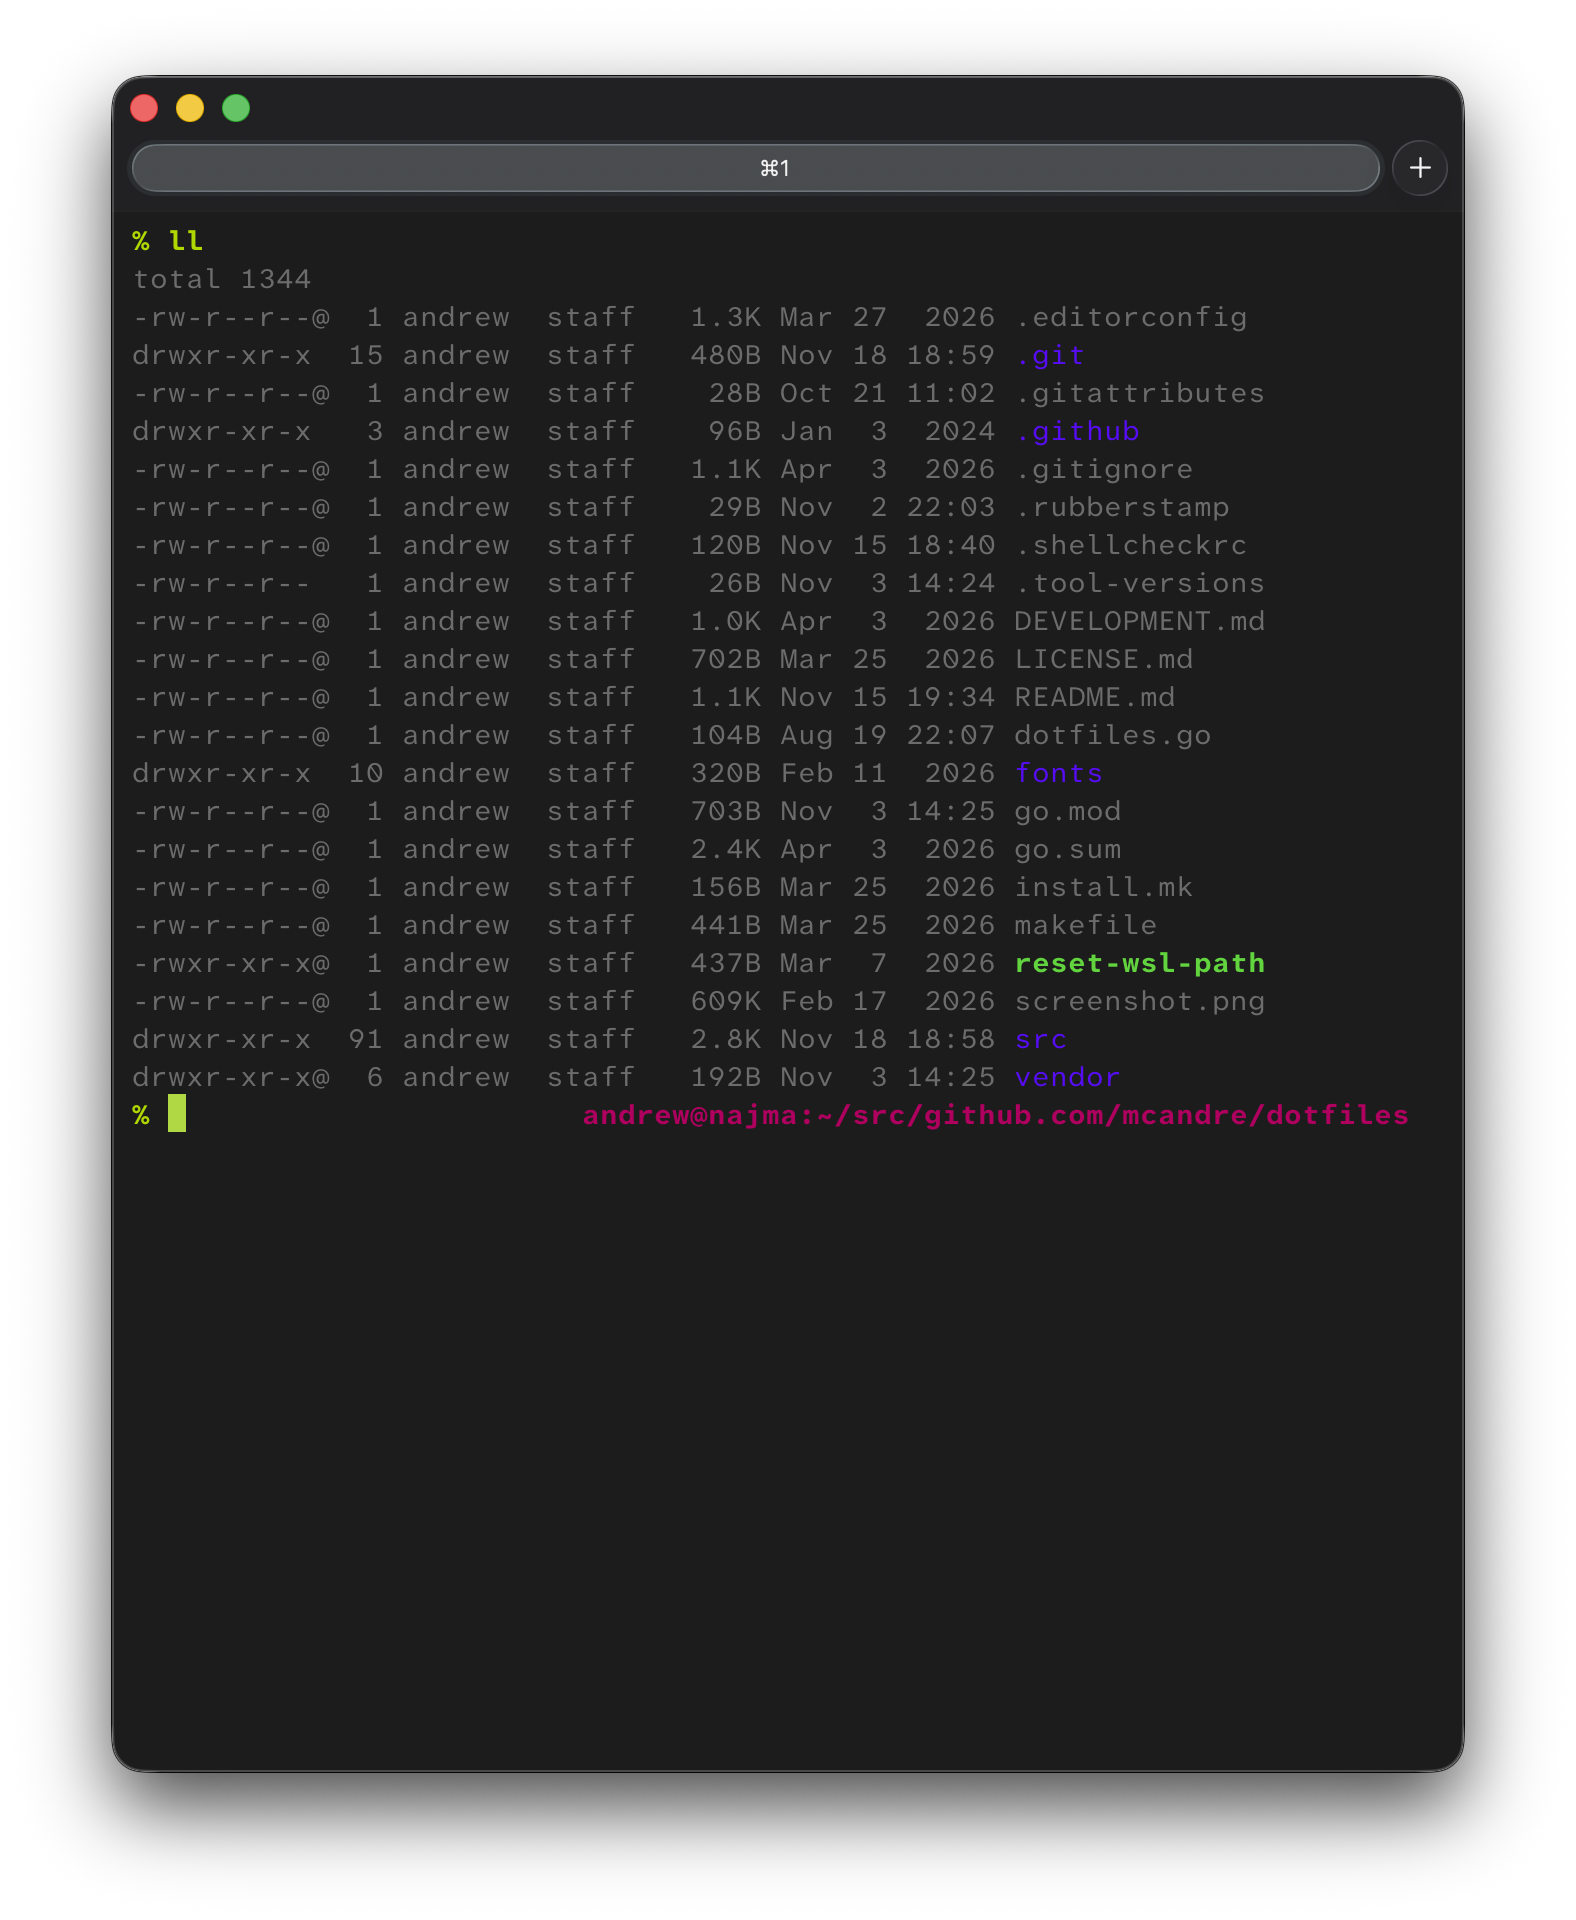 ⌘1
+
% ll
total 1344
-rw-r--r--@  1 andrew  staff   1.3K Mar 27  2026 .editorconfig
drwxr-xr-x  15 andrew  staff   480B Nov 18 18:59 .git
-rw-r--r--@  1 andrew  staff    28B Oct 21 11:02 .gitattributes
drwxr-xr-x   3 andrew  staff    96B Jan  3  2024 .github
-rw-r--r--@  1 andrew  staff   1.1K Apr  3  2026 .gitignore
-rw-r--r--@  1 andrew  staff    29B Nov  2 22:03 .rubberstamp
-rw-r--r--@  1 andrew  staff   120B Nov 15 18:40 .shellcheckrc
-rw-r--r--   1 andrew  staff    26B Nov  3 14:24 .tool-versions
-rw-r--r--@  1 andrew  staff   1.0K Apr  3  2026 DEVELOPMENT.md
-rw-r--r--@  1 andrew  staff   702B Mar 25  2026 LICENSE.md
-rw-r--r--@  1 andrew  staff   1.1K Nov 15 19:34 README.md
-rw-r--r--@  1 andrew  staff   104B Aug 19 22:07 dotfiles.go
drwxr-xr-x  10 andrew  staff   320B Feb 11  2026 fonts
-rw-r--r--@  1 andrew  staff   703B Nov  3 14:25 go.mod
-rw-r--r--@  1 andrew  staff   2.4K Apr  3  2026 go.sum
-rw-r--r--@  1 andrew  staff   156B Mar 25  2026 install.mk
-rw-r--r--@  1 andrew  staff   441B Mar 25  2026 makefile
-rwxr-xr-x@  1 andrew  staff   437B Mar  7  2026 reset-wsl-path
-rw-r--r--@  1 andrew  staff   609K Feb 17  2026 screenshot.png
drwxr-xr-x  91 andrew  staff   2.8K Nov 18 18:58 src
drwxr-xr-x@  6 andrew  staff   192B Nov  3 14:25 vendor
%                        andrew@najma:~/src/github.com/mcandre/dotfiles